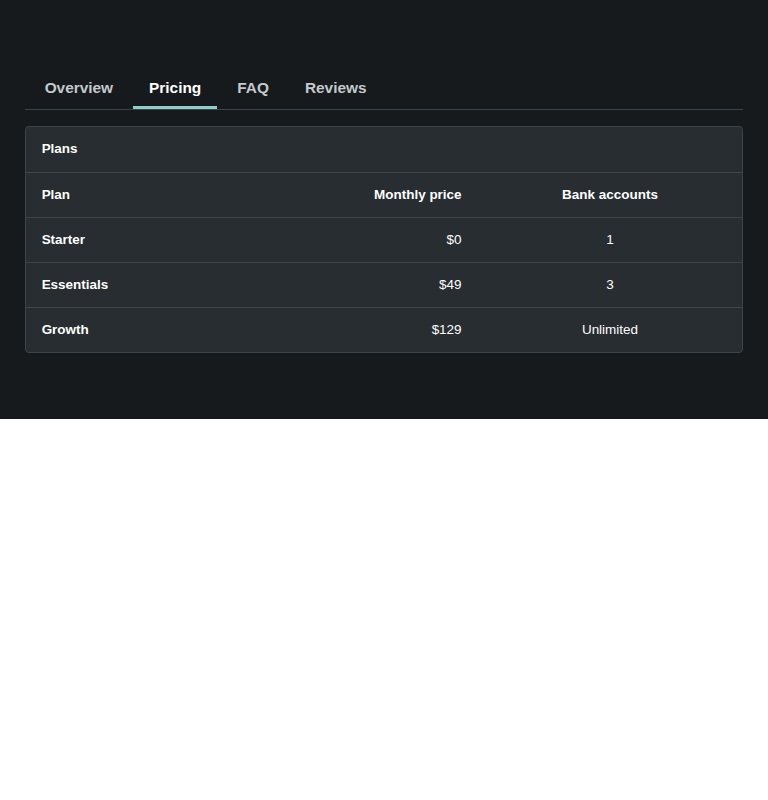 Overview Pricing FAQ Reviews
Plans
Plan Monthly price Bank accounts
Starter $0 1
Essentials $49 3
Growth $129 Unlimited